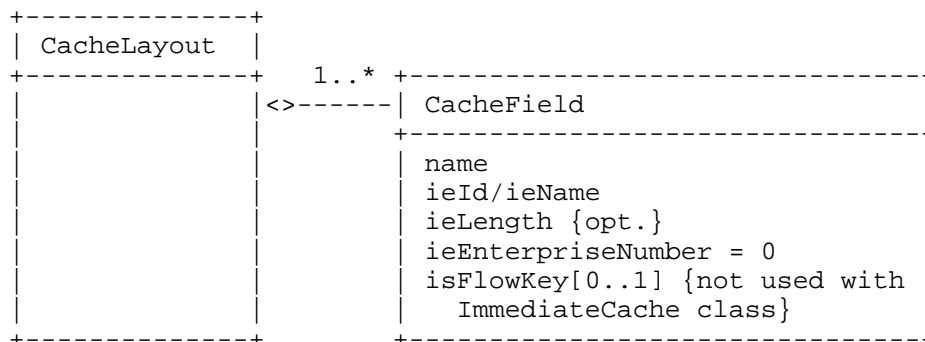 +---------------+
| CacheLayout   |
+---------------+   1..* +---------------------------------
|               |<>------| CacheField
|               |        +---------------------------------
|               |        | name
|               |        | ieId/ieName
|               |        | ieLength {opt.}
|               |        | ieEnterpriseNumber = 0
|               |        | isFlowKey[0..1] {not used with
|               |        |   ImmediateCache class}
+---------------+        +---------------------------------